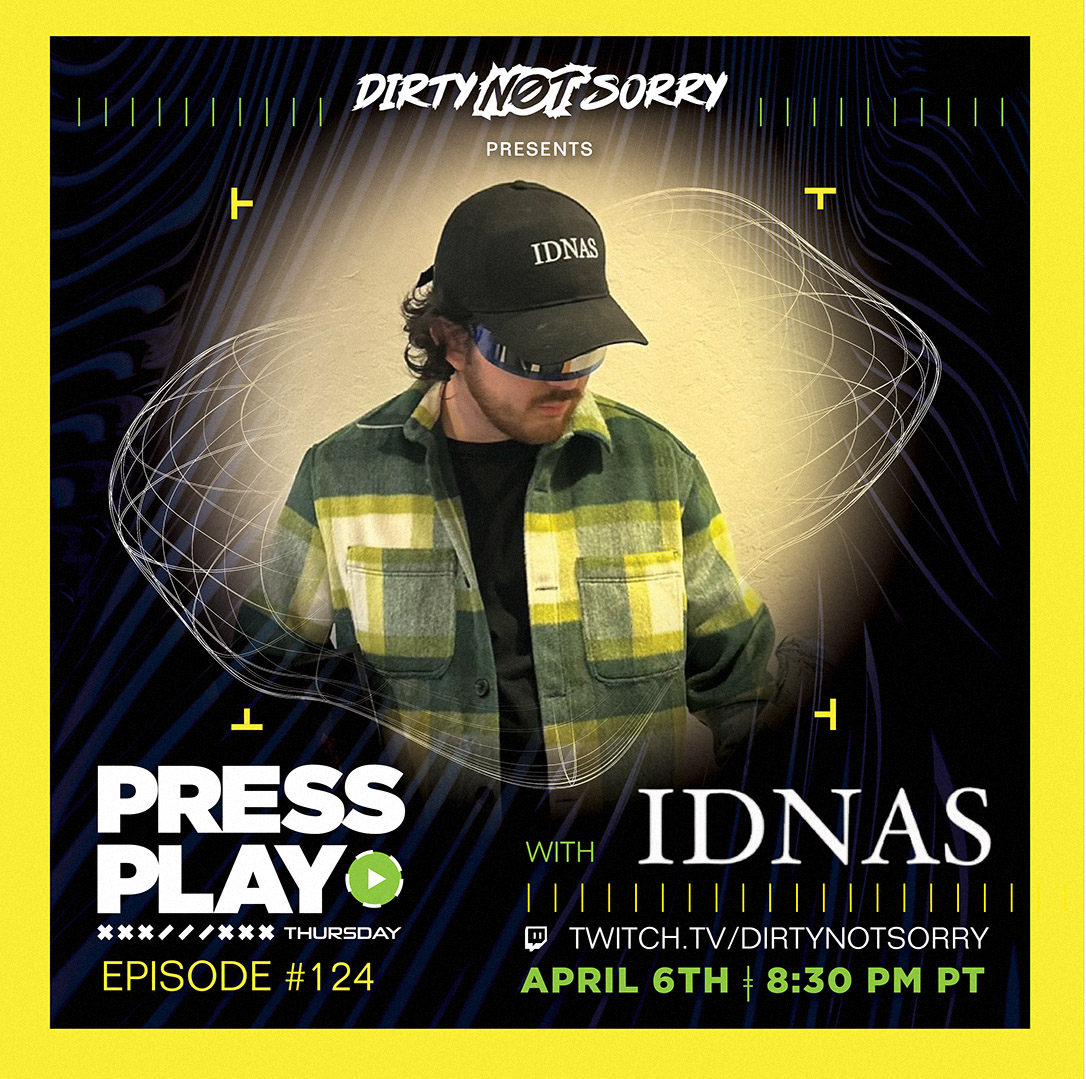 DIRTY NOT SORRY
PRESENTS
IDNAS
PRESS
PLAY
THURSDAY
EPISODE #124
WITH IDNAS
TWITCH.TV/DIRTYNOTSORRY
APRIL 6TH 8:30 PM PT